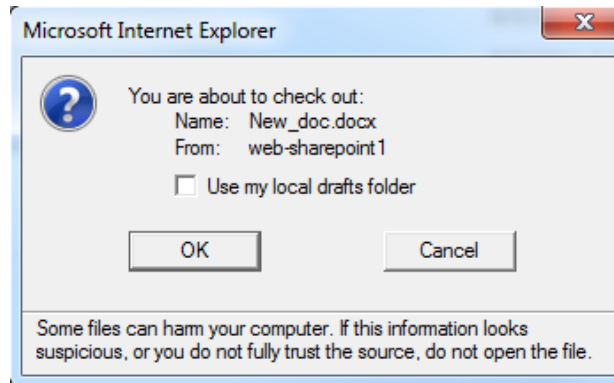 Microsoft Internet Explorer
You are about to check out:
Name: New_doc.docx
From: web-sharepoint1
Use my local drafts folder
OK
Cancel
Some files can harm your computer. If this information looks
suspicious, or you do not fully trust the source, do not open the file.